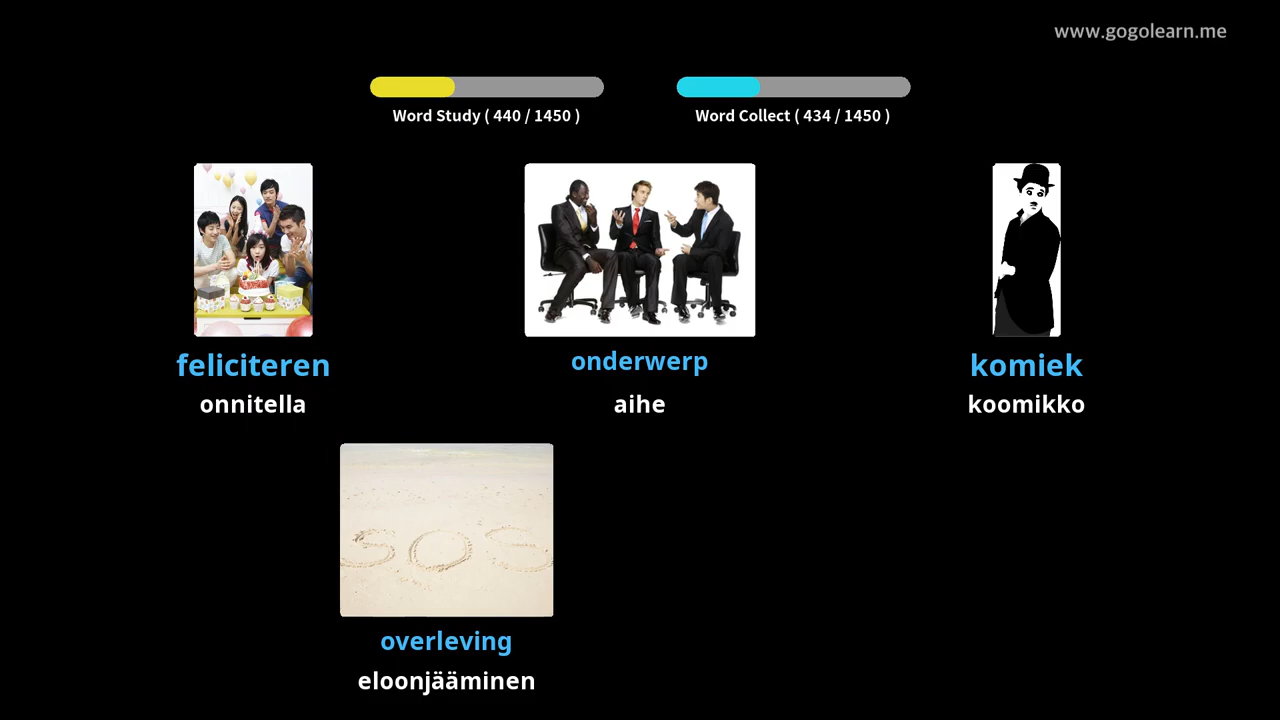 www.gogolearn.me
Word Study ( 440 / 1450 )
Word Collect ( 434 / 1450 )
feliciteren
onnitella
onderwerp
aihe
komiek
koomikko
SOS
overleving
eloonjääminen